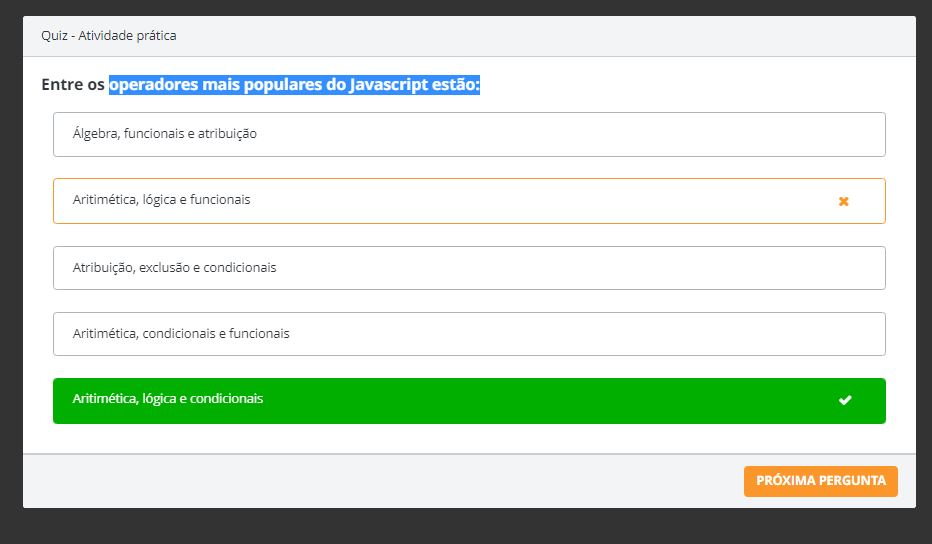 Quiz - Atividade prática
Entre os operadores mais populares do Javascript estão:
Álgebra, funcionais e atribuição
Aritimética, lógica e funcionais
Atribuição, exclusão e condicionais
Aritimética, condicionais e funcionais
Aritimética, lógica e condicionais
PRÓXIMA PERGUNTA